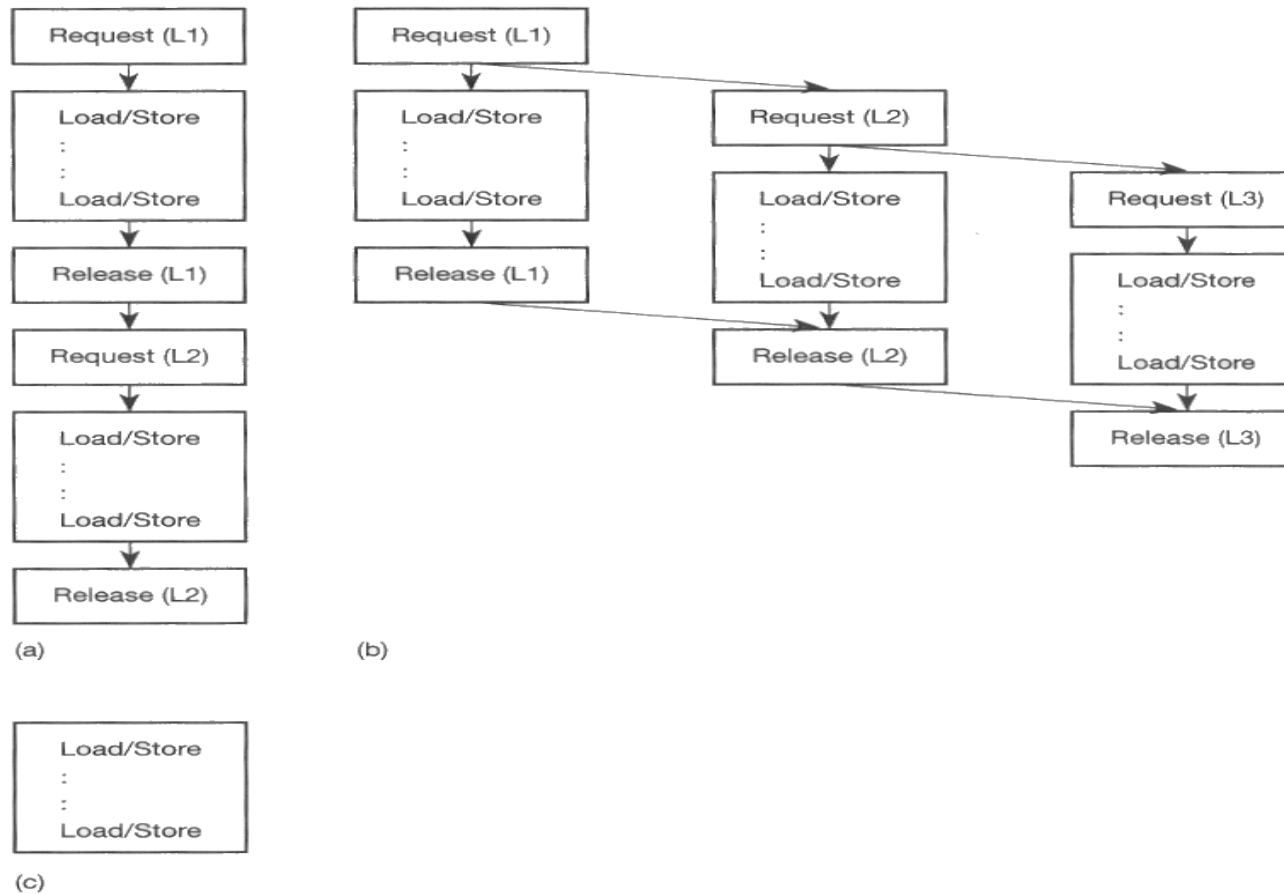 Request (L1)
Load/Store
:
:
Load/Store
Release (L1)
Request (L2)
Load/Store
:
:
Load/Store
Release (L2)
(a)
Request (L1)
Load/Store
:
:
Load/Store
Release (L1)
Request (L2)
Load/Store
:
:
Load/Store
Release (L2)
Request (L3)
Load/Store
:
:
Load/Store
Release (L3)
(b)
Load/Store
:
:
Load/Store
(c)